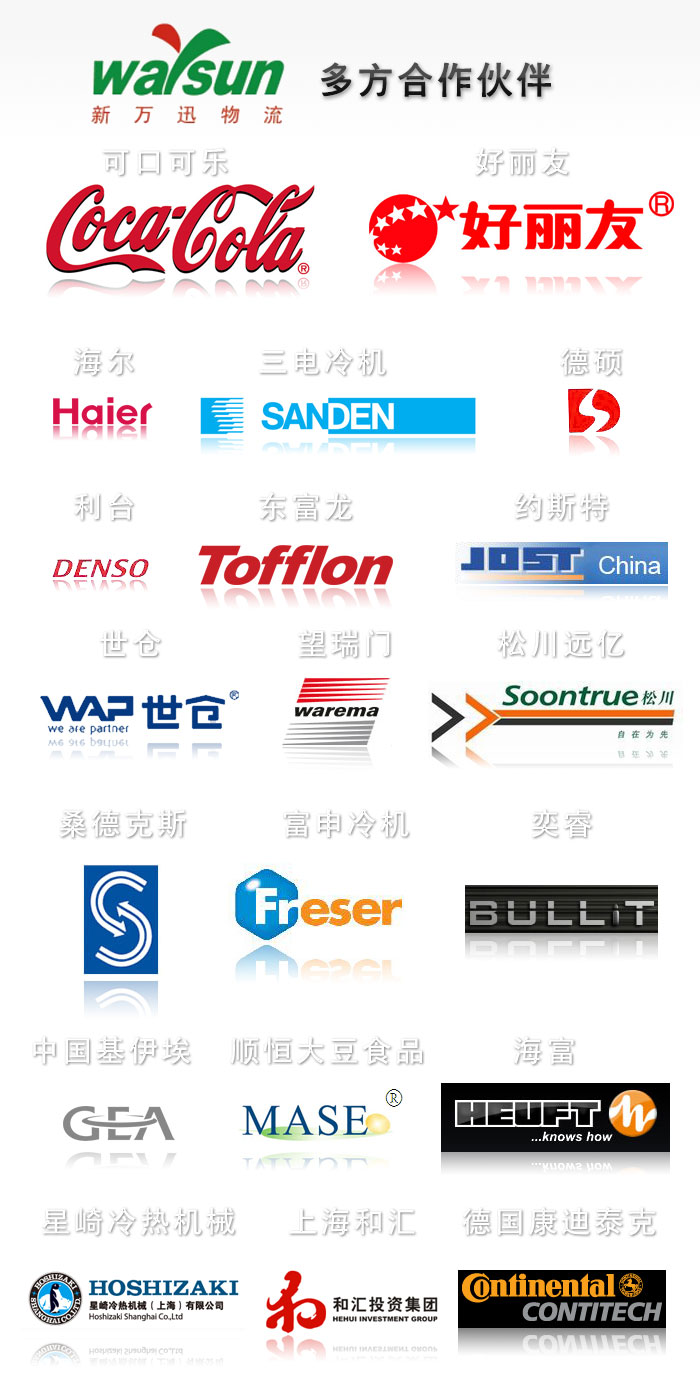 warsun
新万迅物流
多方合作伙伴
可口可乐
好丽友
Coca-Cola®
好丽友®
海尔
三电冷机
德硕
Haier
SANDEN
利台
东富龙
约斯特
DENSO
Tofflon
JOST China
世仓
望瑞门
松川远亿
WAP 世仓®
we are partner
warema
Soontrue 松川
自在为先
桑德克斯
富申冷机
奕睿
Freser
BULLiT
中国基伊埃
顺恒大豆食品
海富
GEA
MASE®
HEUFT
...knows how
星崎冷热机械
上海和汇
德国康迪泰克
HOSHIZAKI
SHANGHAI CO.,LTD.
HOSHIZAKI
星崎冷热机械(上海)有限公司
Hoshizaki Shanghai Co.,Ltd
和汇投资集团
HEHUI INVESTMENT GROUP
Continental
CONTITECH